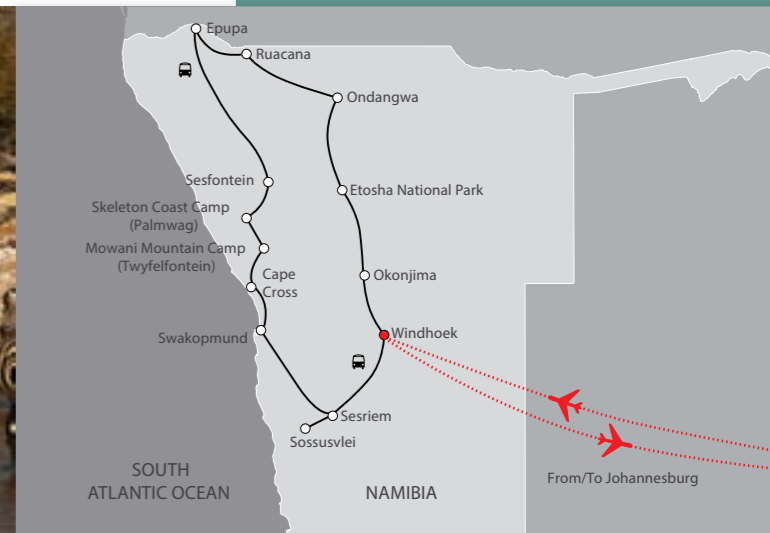 Epupa
Ruacana
Ondangwa
Sesfontein
Etosha National Park
Skeleton Coast Camp
(Palmwag)
Mowani Mountain Camp
(Twyfelfontein)
Cape
Cross
Okonjima
Swakopmund
Windhoek
Sesriem
Sossusvlei
SOUTH
ATLANTIC OCEAN
NAMIBIA
From/To Johannesburg